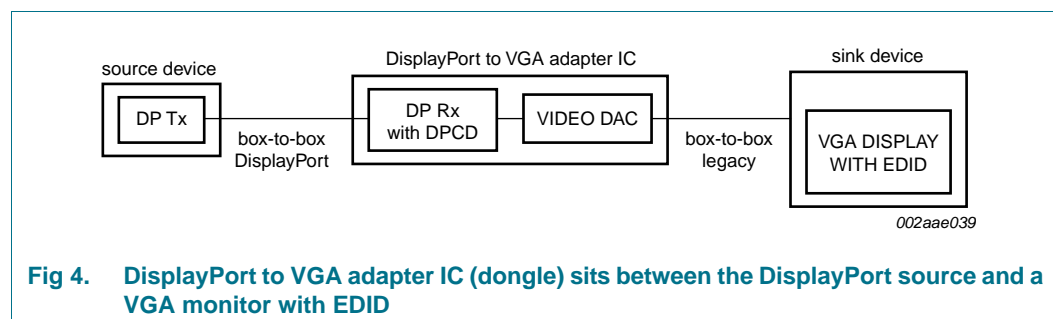 source device
DP Tx
box-to-box
DisplayPort
DisplayPort to VGA adapter IC
DP Rx
with DPCD
VIDEO DAC
box-to-box
legacy
sink device
VGA DISPLAY
WITH EDID
002aae039
Fig 4. DisplayPort to VGA adapter IC (dongle) sits between the DisplayPort source and a
VGA monitor with EDID